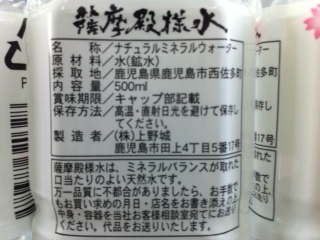 薩摩殿様水
名称/ナチュラルミネラルウォーター
原材料/水(鉱水)
採取地/鹿児島県鹿児島市西佐多町
内容量/500ml
賞味期限/キャップ部記載
保存方法/高温・直射日光を避けて保存し
てください。
製造者/(株)上野城
鹿児島市田上4丁目5番17号
薩摩殿様水は、ミネラルバランスが取れた
口当たりのよい天然水です。
万一品質に不都合がありましたら、お手数で
もお買い求めの月日・店名をお書き添えの上、
中身・容器を当社お客様相談室宛てにお送り
下さい。代品をお送りいたします。